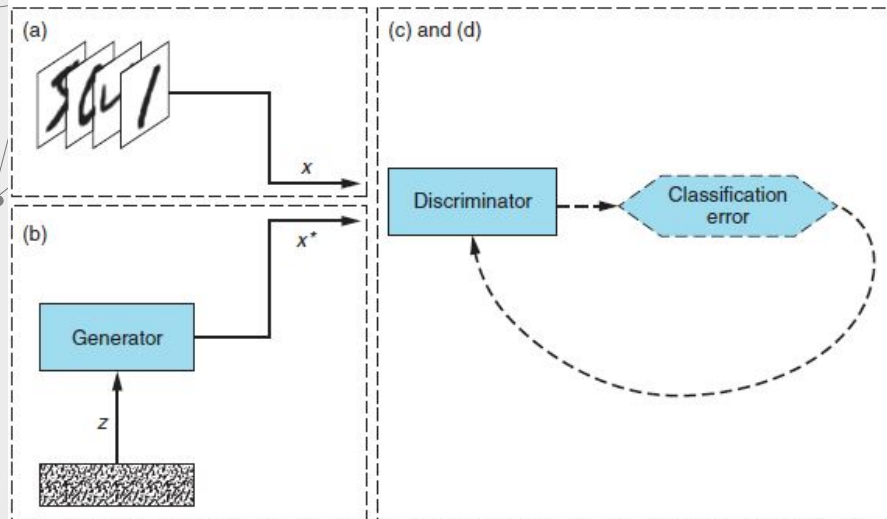 (a)
x
(b)
x*
Generator
z
(c) and (d)
Discriminator
Classification
error